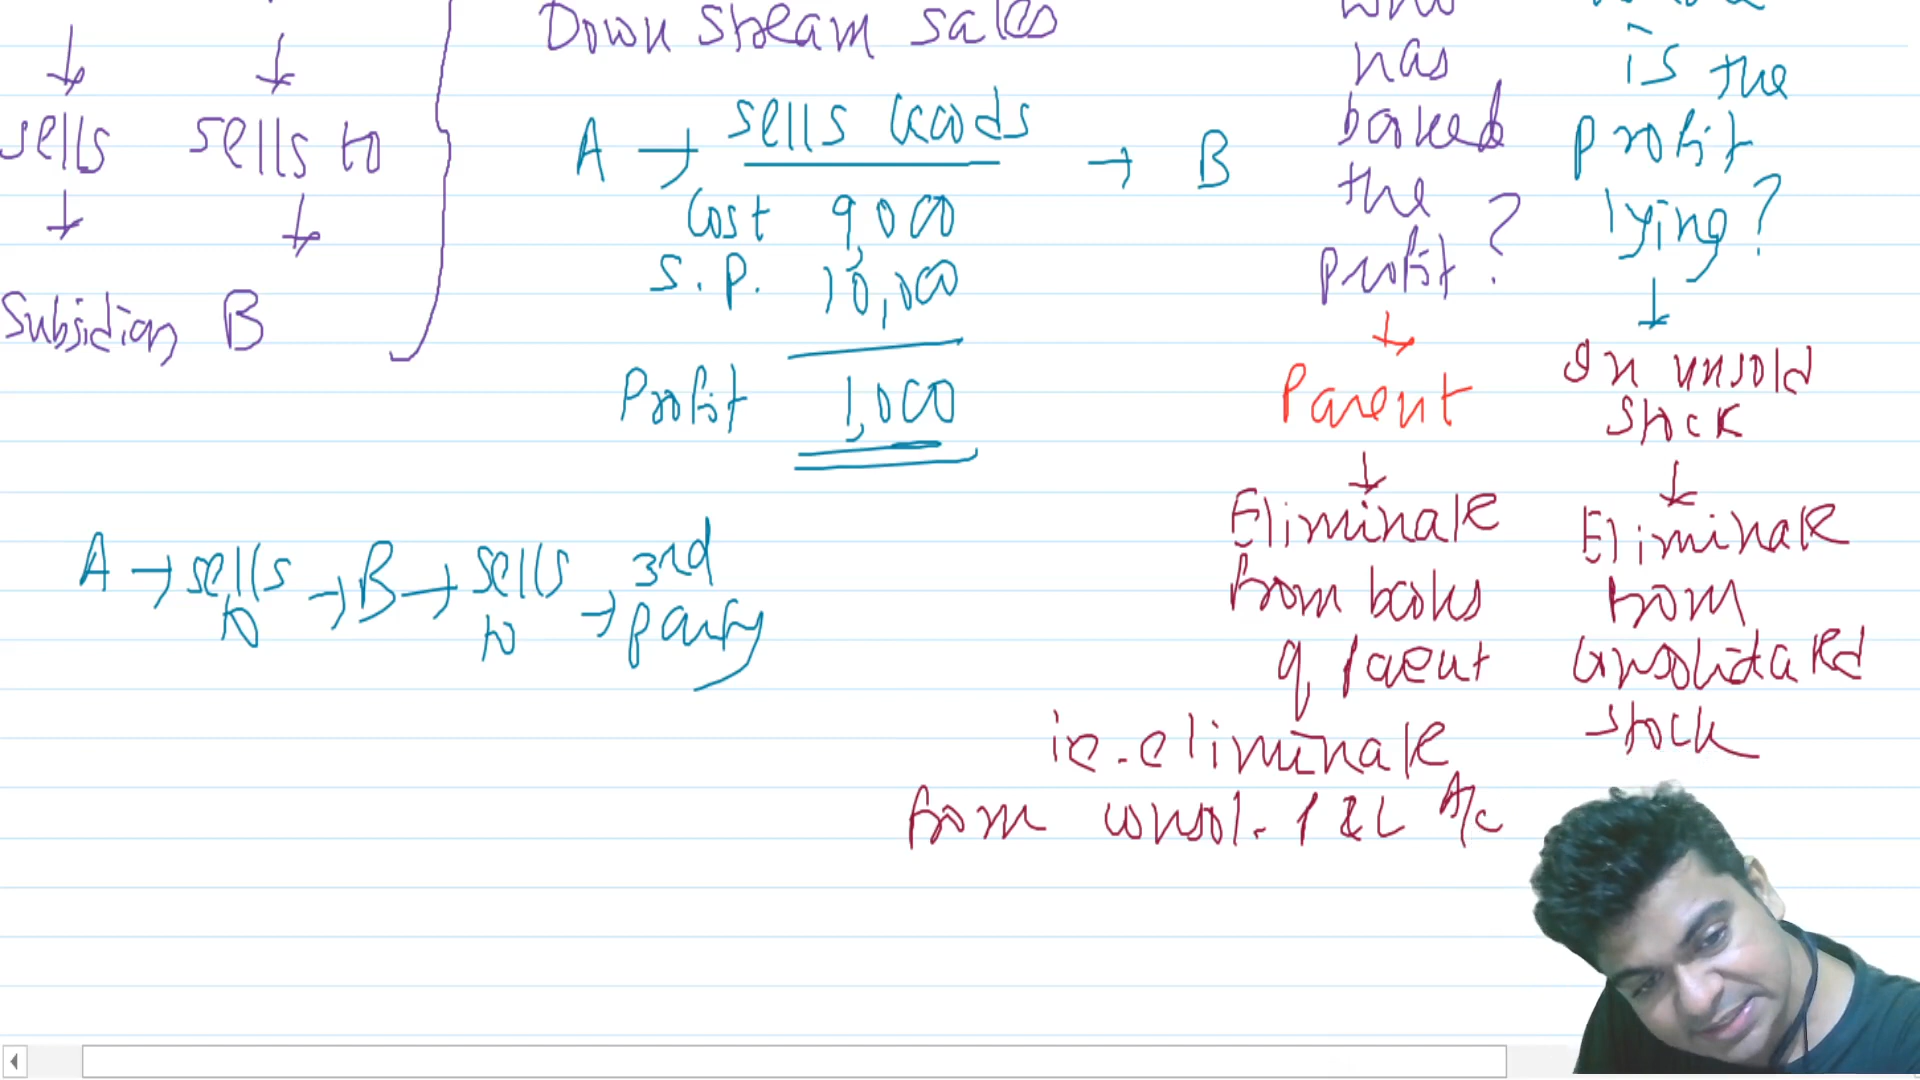 sells sells to
Subsidiary B
Down stream sales
A → sells Goods → B
Cost 9,000
S.P. 10,000
Profit 1,000
has
booked
the
Profit?
Parent
Eliminate
from books
of parent
ie. eliminate
from consol. P&L A/c
is the
Profit
lying?
In unsold
Stock
Eliminate
from
Consolidated
stock
A → sells to → B → sells to → 3rd party